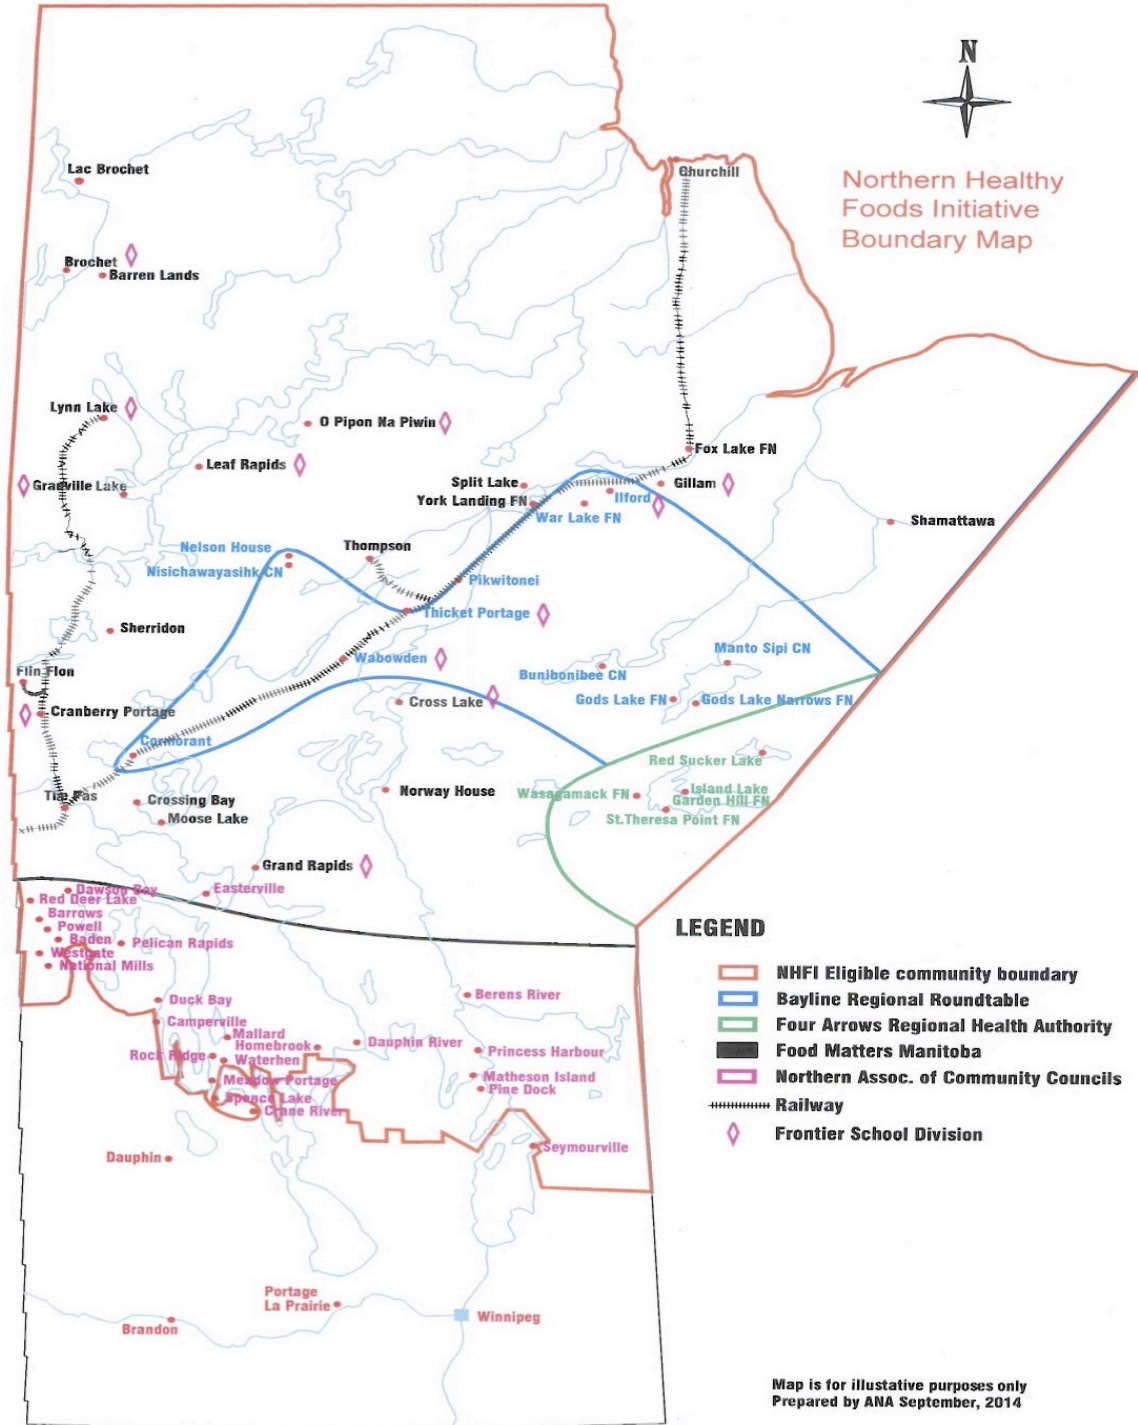 N
Northern Healthy
Foods Initiative
Boundary Map
Churchill
Lac Brochet
Brochet
Barren Lands
Lynn Lake
O Pipon Na Piwin
Leaf Rapids
Granville Lake
Fox Lake FN
Split Lake
Gillam
York Landing FN
Ilford
War Lake FN
Shamattawa
Nelson House
Thompson
Nisichawayasihk CN
Pikwitonei
Thicket Portage
Sherridon
Wabowden
Manto Sipi CN
Flin Flon
Bunibonibee CN
Gods Lake FN
Gods Lake Narrows FN
Cross Lake
Cranberry Portage
Cormorant
Red Sucker Lake
The Pas
Crossing Bay
Norway House
Wasagamack FN
Island Lake
Garden Hill FN
Moose Lake
St.Theresa Point FN
Grand Rapids
Dawson Bay
Easterville
Red Deer Lake
Barrows
Powell
Baden
Pelican Rapids
Westgate
National Mills
Duck Bay
Berens River
Camperville
Mallard
Homebrook
Dauphin River
Rock Ridge
Waterhen
Princess Harbour
Meadow Portage
Matheson Island
Spence Lake
Pine Dock
Crane River
Seymourville
Dauphin
Portage
La Prairie
Winnipeg
Brandon
LEGEND
NHFI Eligible community boundary
Bayline Regional Roundtable
Four Arrows Regional Health Authority
Food Matters Manitoba
Northern Assoc. of Community Councils
Railway
Frontier School Division
Map is for illustative purposes only
Prepared by ANA September, 2014